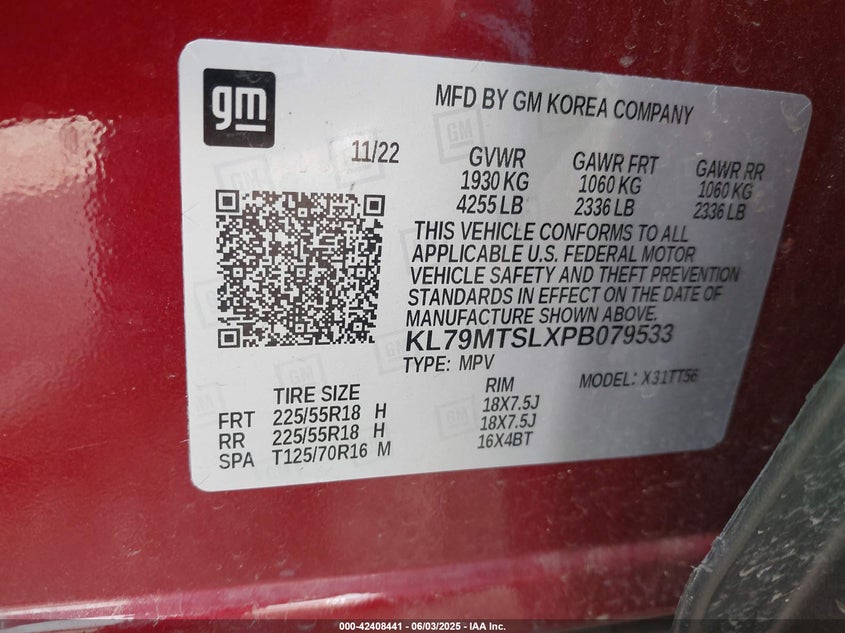 gm
MFD BY GM KOREA COMPANY
11/22
GVWR GAWR FRT GAWR RR
1930 KG 1060 KG 1060 KG
4255 LB 2336 LB 2336 LB
THIS VEHICLE CONFORMS TO ALL
APPLICABLE U.S. FEDERAL MOTOR
VEHICLE SAFETY AND THEFT PREVENTION
STANDARDS IN EFFECT ON THE DATE OF
MANUFACTURE SHOWN ABOVE.
KL79MTSLXPB079533
TYPE: MPV MODEL: X31TT56
TIRE SIZE RIM
FRT 225/55R18 H 18X7.5J
RR 225/55R18 H 18X7.5J
SPA T125/70R16 M 16X4BT
000-42408441 - 06/03/2025 - IAA Inc.